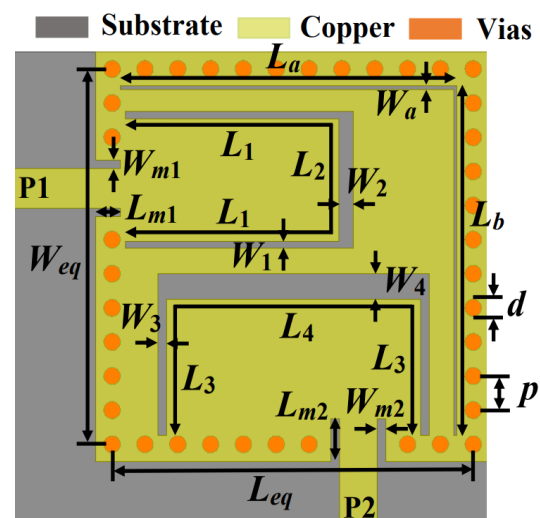 Substrate Copper Vias
La
Wa
L1
Wm1
L2
W2
P1
Lm1
L1
Lb
Weq
W1
W4
d
W3
L4
L3
L3
p
Lm2
Wm2
Leq
P2